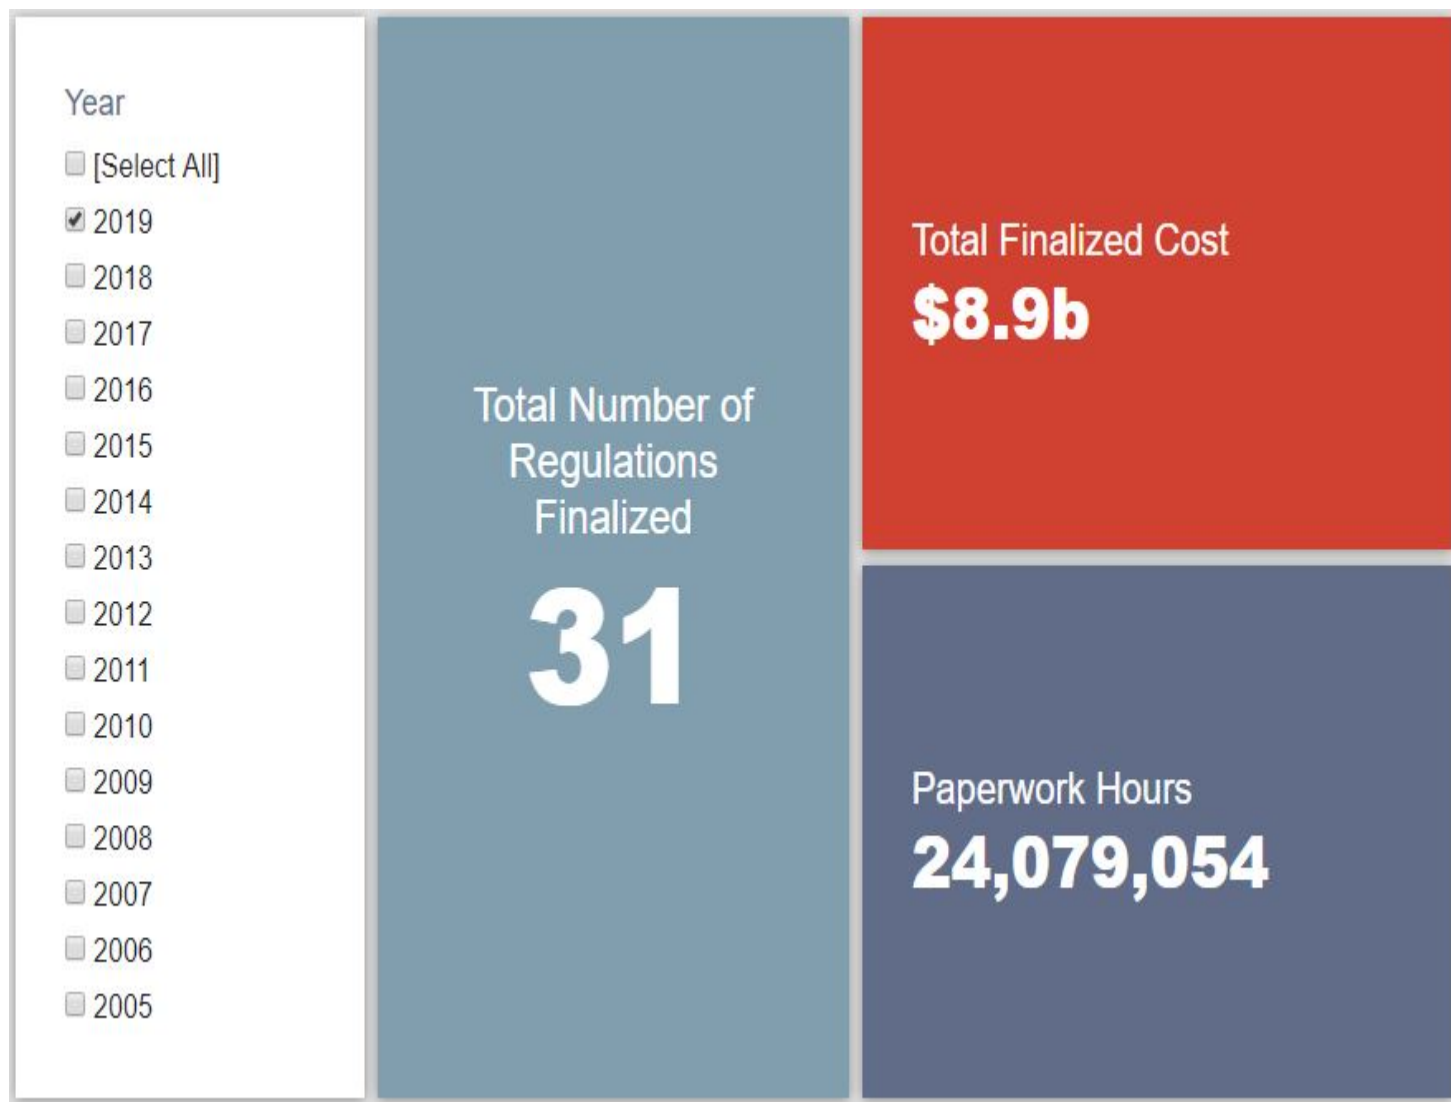 Year
[Select All]
2019
2018
2017
2016
2015
2014
2013
2012
2011
2010
2009
2008
2007
2006
2005
Total Number of
Regulations
Finalized
31
Total Finalized Cost
$8.9b
Paperwork Hours
24,079,054